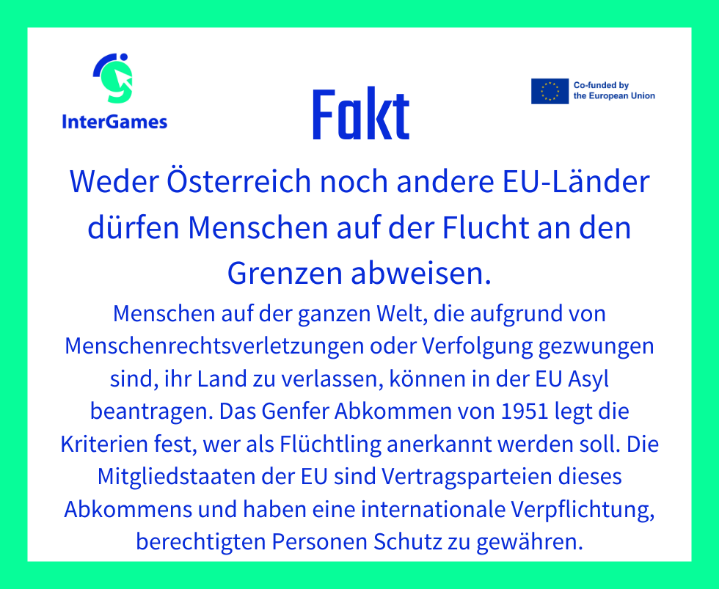 InterGames
Co-funded by
the European Union
Fakt
Weder Österreich noch andere EU-Länder
dürfen Menschen auf der Flucht an den
Grenzen abweisen.
Menschen auf der ganzen Welt, die aufgrund von
Menschenrechtsverletzungen oder Verfolgung gezwungen
sind, ihr Land zu verlassen, können in der EU Asyl
beantragen. Das Genfer Abkommen von 1951 legt die
Kriterien fest, wer als Flüchtling anerkannt werden soll. Die
Mitgliedstaaten der EU sind Vertragsparteien dieses
Abkommens und haben eine internationale Verpflichtung,
berechtigten Personen Schutz zu gewähren.